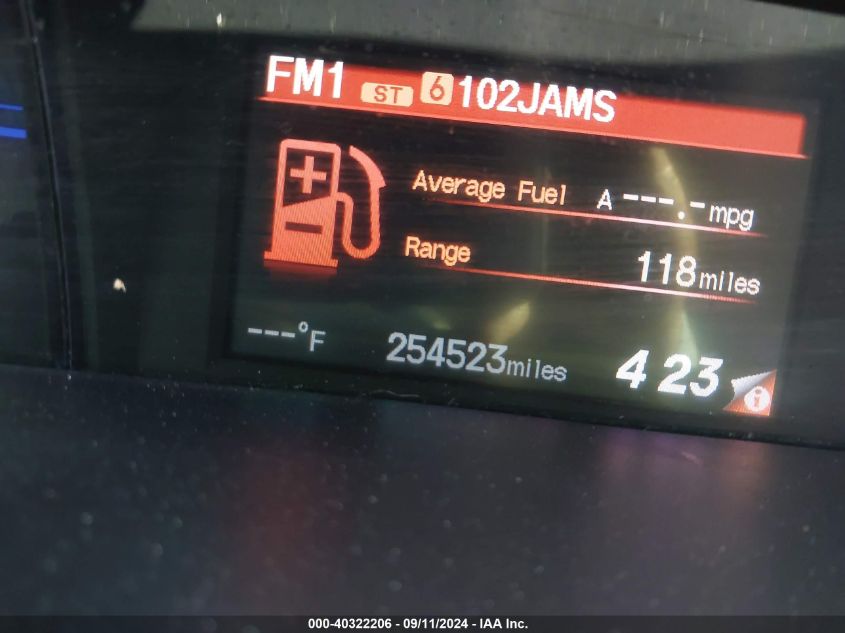 FM1 ST 6 102JAMS
Average Fuel A ---.-mpg
Range 118miles
---°F 254523miles 4 23
000-40322206 - 09/11/2024 - IAA Inc.